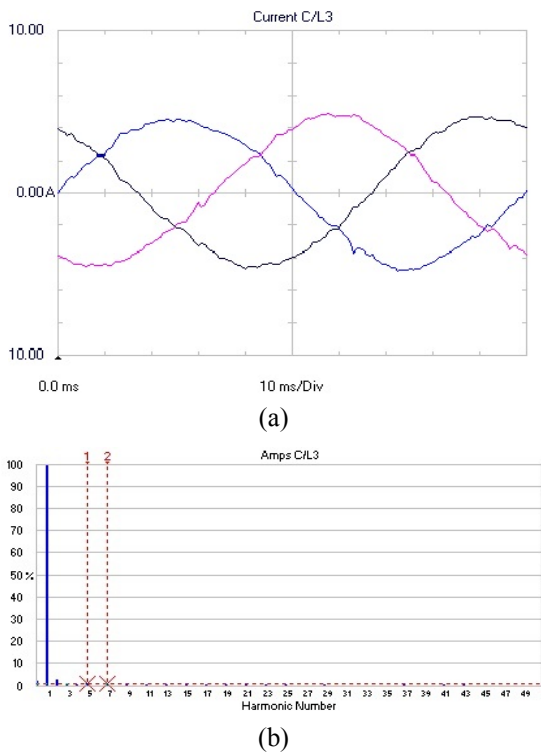 Current C/L3
10.00
0.00A
10.00
0.0 ms 10 ms/Div
(a)
Amps C/L3
1 2
100
90
80
70
60
50%
40
30
20
10
0
1 3 5 7 9 11 13 15 17 19 21 23 25 27 29 31 33 35 37 39 41 43 45 47 49
Harmonic Number
(b)